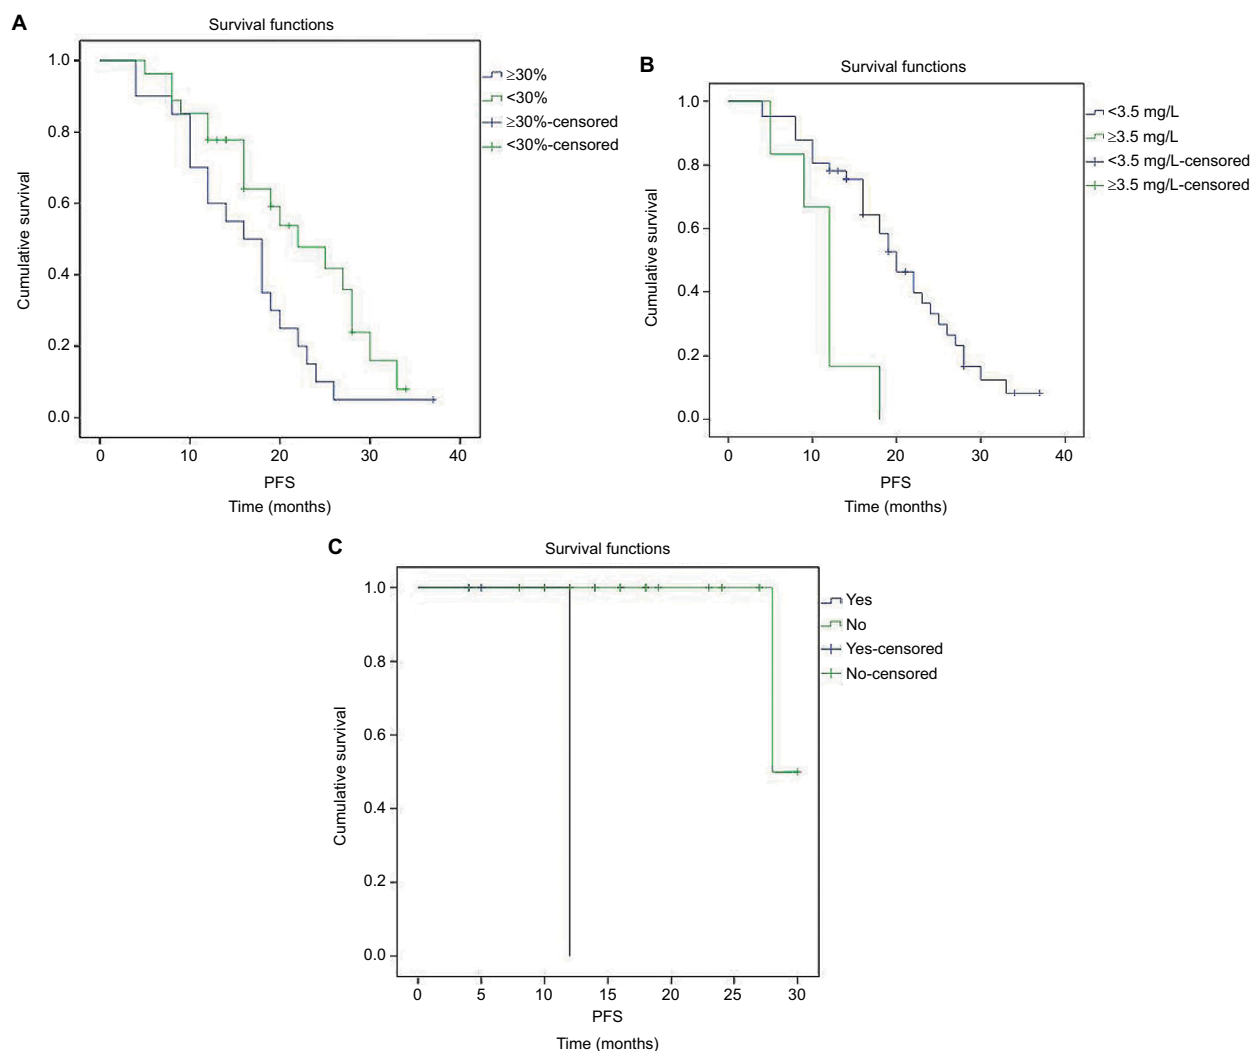 A
Survival functions
Cumulative survival
1.0
0.8
0.6
0.4
0.2
0.0
0 10 20 30 40
PFS
Time (months)
≥30%
<30%
≥30%-censored
<30%-censored
B
Survival functions
Cumulative survival
1.0
0.8
0.6
0.4
0.2
0.0
0 10 20 30 40
PFS
Time (months)
<3.5 mg/L
≥3.5 mg/L
<3.5 mg/L-censored
≥3.5 mg/L-censored
C
Survival functions
Cumulative survival
1.0
0.8
0.6
0.4
0.2
0.0
0 5 10 15 20 25 30
PFS
Time (months)
Yes
No
Yes-censored
No-censored